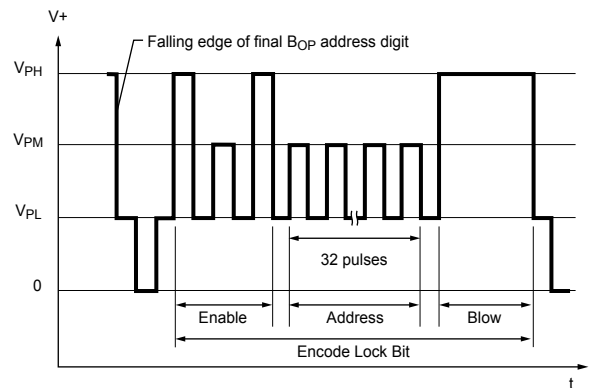 V+
Falling edge of final BOP address digit
VPH
VPM
VPL
32 pulses
0
Enable
Address
Blow
Encode Lock Bit
t